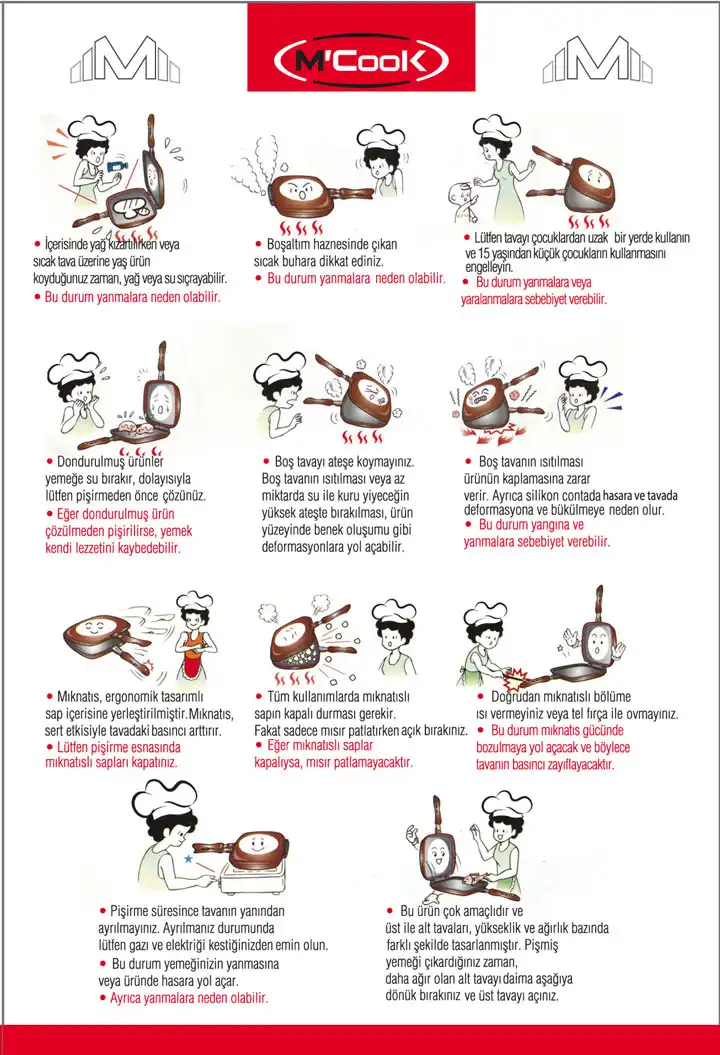 M'CooK
• İçerisinde yağ kızartılırken veya
sıcak tava üzerine yaş ürün
koyduğunuz zaman, yağ veya su sıçrayabilir.
• Bu durum yanmalara neden olabilir.
• Boşaltım haznesinde çıkan
sıcak buhara dikkat ediniz.
• Bu durum yanmalara neden olabilir.
• Lütfen tavayı çocuklardan uzak bir yerde kullanın
ve 15 yaşından küçük çocukların kullanmasını
engelleyin.
• Bu durum yanmalara veya
yaralanmalara sebebiyet verebilir.
• Dondurulmuş ürünler
yemeğe su bırakır, dolayısıyla
lütfen pişirmeden önce çözünüz.
• Eğer dondurulmuş ürün
çözülmeden pişirilirse, yemek
kendi lezzetini kaybedebilir.
• Boş tavayı ateşe koymayınız.
Boş tavanın ısıtılması veya az
miktarda su ile kuru yiyeceğin
yüksek ateşte bırakılması, ürün
yüzeyinde benek oluşumu gibi
deformasyonlara yol açabilir.
• Boş tavanın ısıtılması
ürünün kaplamasına zarar
verir. Ayrıca silikon contada hasara ve tavada
deformasyona ve bükülmeye neden olur.
• Bu durum yangına ve
yanmalara sebebiyet verebilir.
• Mıknatıs, ergonomik tasarımlı
sap içerisine yerleştirilmiştir. Mıknatıs,
sert etkisiyle tavadaki basıncı arttırır.
• Lütfen pişirme esnasında
mıknatıslı sapları kapatınız.
• Tüm kullanımlarda mıknatıslı
sapın kapalı durması gerekir.
Fakat sadece mısır patlatırken açık bırakınız.
• Eğer mıknatıslı saplar
kapalıysa, mısır patlamayacaktır.
• Doğrudan mıknatıslı bölüme
ısı vermeyiniz veya tel fırça ile ovmayınız.
• Bu durum mıknatıs gücünde
bozulmaya yol açacak ve böylece
tavanın basıncı zayıflayacaktır.
• Pişirme süresince tavanın yanından
ayrılmayınız. Ayrılmanız durumunda
lütfen gazı ve elektriği kestiğinizden emin olun.
• Bu durum yemeğinizin yanmasına
veya üründe hasara yol açar.
• Ayrıca yanmalara neden olabilir.
• Bu ürün çok amaçlıdır ve
üst ile alt tavaları, yükseklik ve ağırlık bazında
farklı şekilde tasarlanmıştır. Pişmiş
yemeği çıkardığınız zaman,
daha ağır olan alt tavayı daima aşağıya
dönük bırakınız ve üst tavayı açınız.